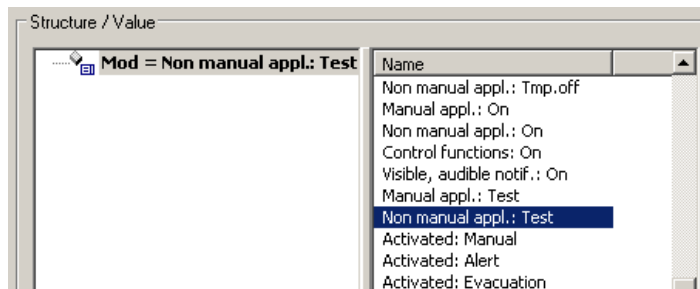 Structure / Value
Mod = Non manual appl.: Test
Name
Non manual appl.: Tmp.off
Manual appl.: On
Non manual appl.: On
Control functions: On
Visible, audible notif.: On
Manual appl.: Test
Non manual appl.: Test
Activated: Manual
Activated: Alert
Activated: Evacuation